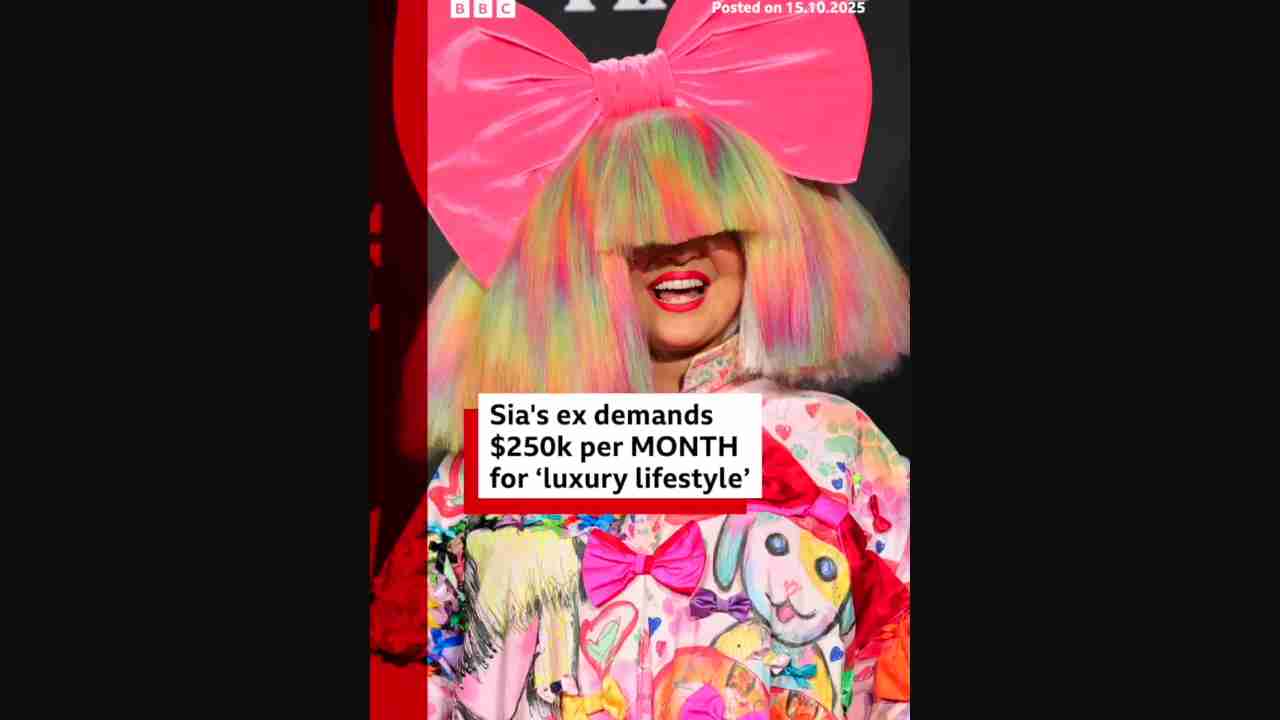 BBC
Posted on 15.10.2025
Sia's ex demands
$250k per MONTH
for ‘luxury lifestyle’